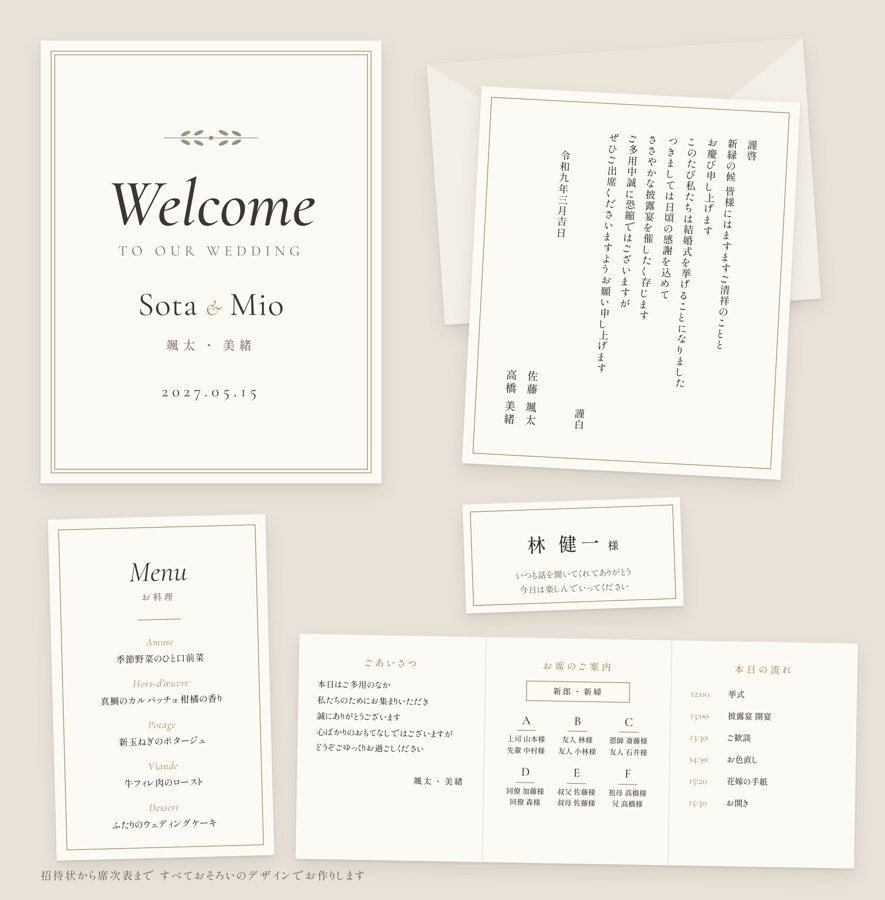 Welcome
TO OUR WEDDING
Sota & Mio
颯太・美緒
2027.05.15
謹啓
新緑の候 皆様にはますますご清祥のことと
お慶び申し上げます
このたび私たちは結婚式を挙げることになりました
つきましては日頃の感謝を込めて
ささやかな披露宴を催したく存じます
ご多用中誠に恐縮ではございますが
ぜひご出席くださいますようお願い申し上げます
謹白
令和九年三月吉日
佐藤 颯太
高橋 美緒
Menu
お料理
Amuse
季節野菜のひと口前菜
Hors-d'œuvre
真鯛のカルパッチョ 柑橘の香り
Potage
新玉ねぎのポタージュ
Viande
牛フィレ肉のロースト
Dessert
ふたりのウェディングケーキ
林 健一 様
いつも話を聞いてくれてありがとう
今日は楽しんでいってください
ごあいさつ
本日はご多用のなか
私たちのためにお集まりいただき
誠にありがとうございます
心ばかりのおもてなしではございますが
どうぞごゆっくりお過ごしください
颯太・美緒
お席のご案内
新郎・新婦
A
上司 山本様
先輩 中村様
B
友人 林様
友人 小林様
C
恩師 斎藤様
友人 石井様
D
同僚 加藤様
同僚 森様
E
叔父 佐藤様
叔母 佐藤様
F
祖母 高橋様
兄 高橋様
本日の流れ
12:00 挙式
13:00 披露宴 開宴
13:30 ご歓談
14:30 お色直し
15:20 花嫁の手紙
15:30 お開き
招待状から席次表まで すべておそろいのデザインでお作りします